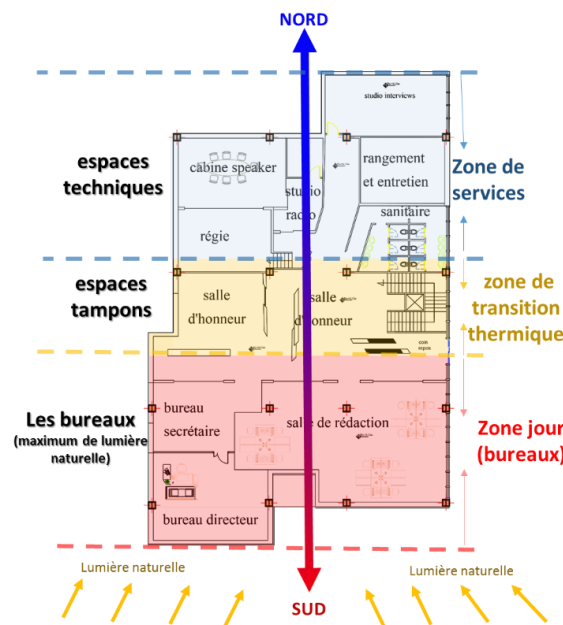 NORD
studio interviews
espaces
techniques
cabine speaker
rangement
et entretien
Zone de
services
studio
radio
sanitaire
régie
espaces
tampons
salle
d'honneur
salle
d'honneur
zone de
transition
thermique
coin
repos
Les bureaux
(maximum de lumière
naturelle)
bureau
secrétaire
salle de rédaction
Zone jour
(bureaux)
bureau directeur
Lumière naturelle
Lumière naturelle
SUD